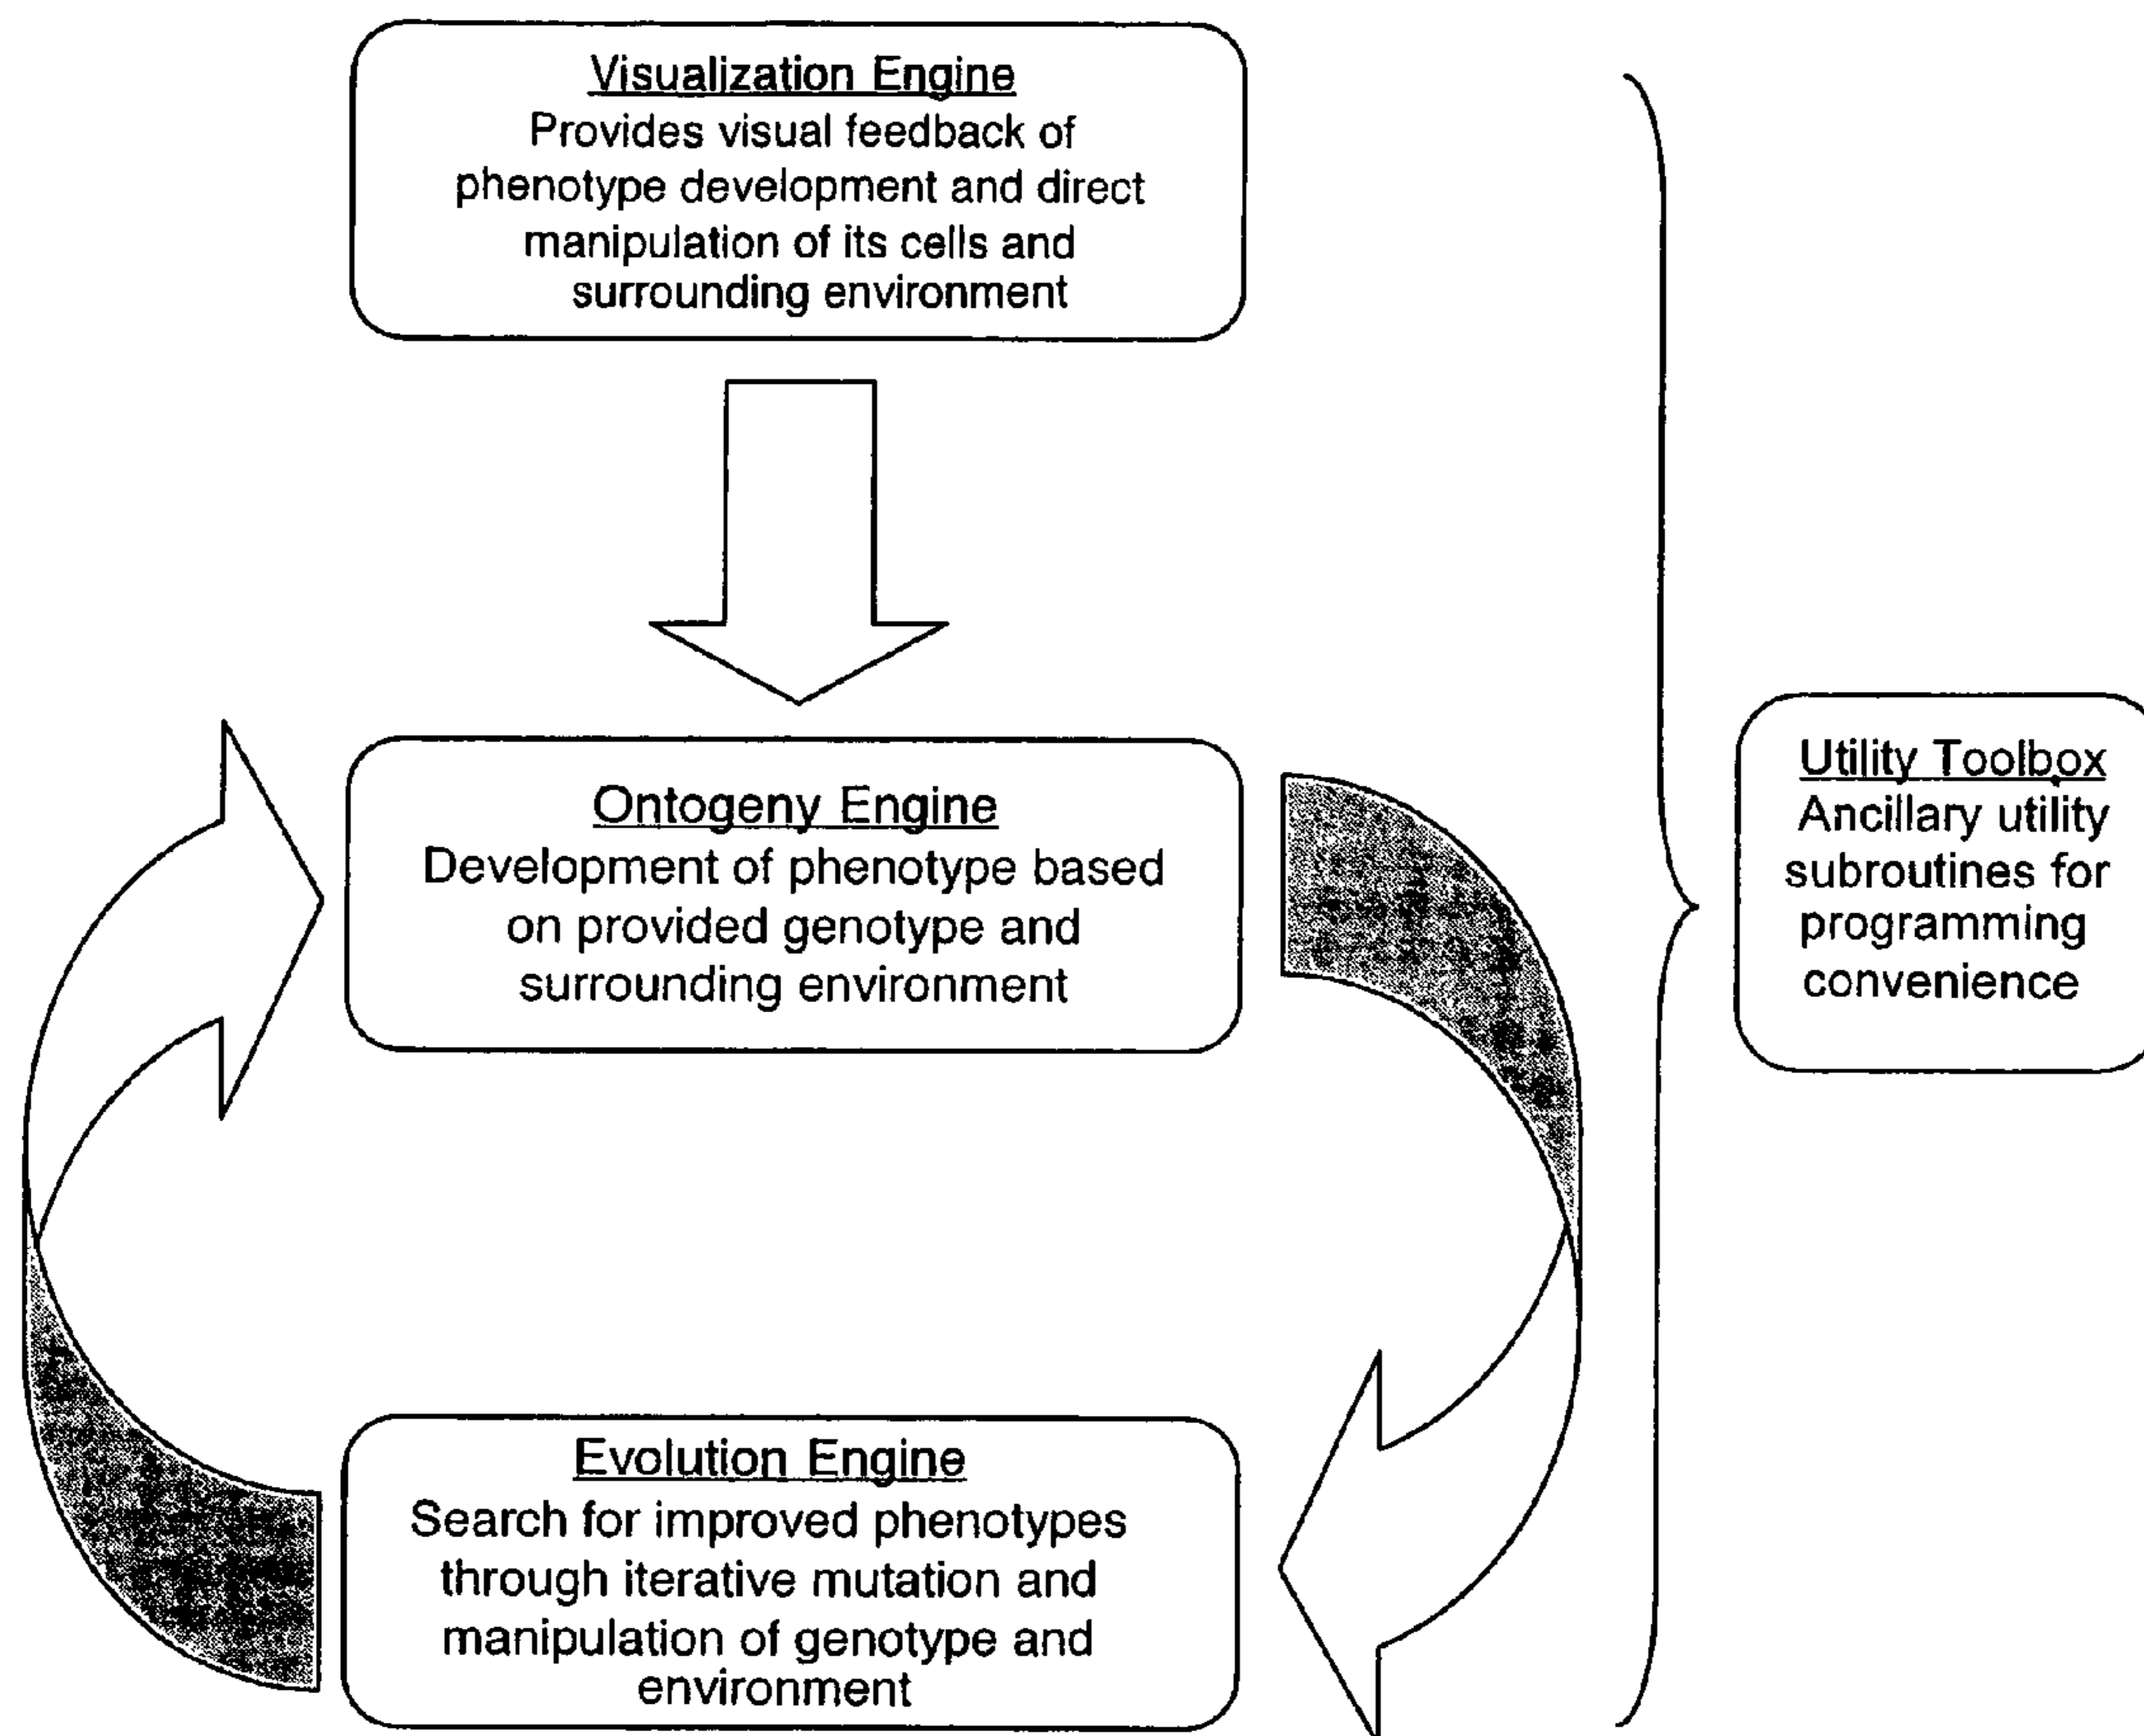 Visualization Engine
Provides visual feedback of
phenotype development and direct
manipulation of its cells and
surrounding environment
Ontogeny Engine
Development of phenotype based
on provided genotype and
surrounding environment
Utility Toolbox
Ancillary utility
subroutines for
programming
convenience
Evolution Engine
Search for improved phenotypes
through iterative mutation and
manipulation of genotype and
environment